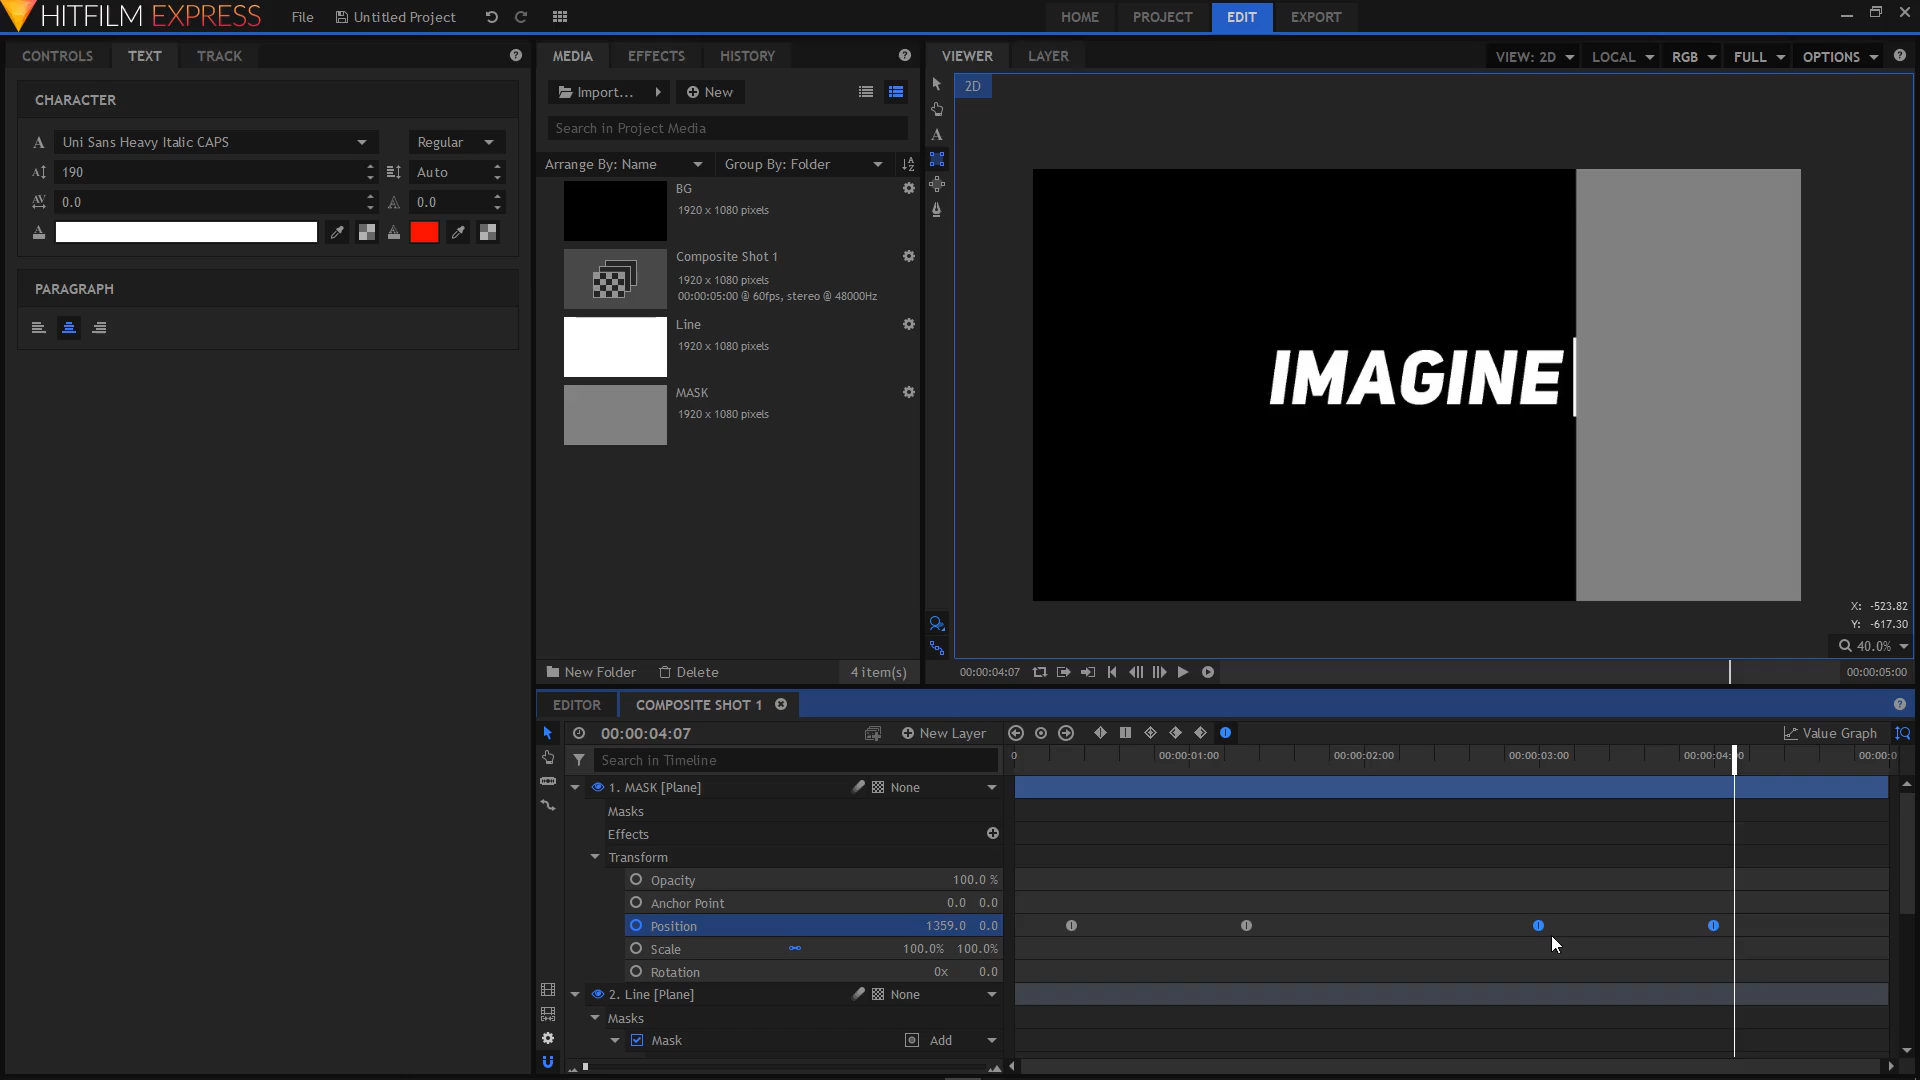 HITFILM EXPRESS
File
Untitled Project
HOME
PROJECT
EDIT
EXPORT
CONTROLS
TEXT
TRACK
MEDIA
EFFECTS
HISTORY
VIEWER
LAYER
VIEW: 2D
LOCAL
RGB
FULL
OPTIONS
CHARACTER
Uni Sans Heavy Italic CAPS
Regular
190
Auto
0.0
0.0
PARAGRAPH
Import...
New
Search in Project Media
Arrange By: Name
Group By: Folder
BG
1920 x 1080 pixels
Composite Shot 1
1920 x 1080 pixels
00:00:05:00 @ 60fps, stereo @ 48000Hz
Line
1920 x 1080 pixels
MASK
1920 x 1080 pixels
New Folder
Delete
4 item(s)
2D
IMAGINE
X: -523.82
Y: -617.30
40.0%
00:00:04:07
00:00:05:00
EDITOR
COMPOSITE SHOT 1
00:00:04:07
New Layer
Value Graph
Search in Timeline
0
00:00:01:00
00:00:02:00
00:00:03:00
1. MASK [Plane]
None
Masks
Effects
Transform
Opacity
100.0 %
Anchor Point
0.0 0.0
Position
1359.0 0.0
Scale
100.0% 100.0%
Rotation
0x 0.0
2. Line [Plane]
None
Masks
Mask
Add